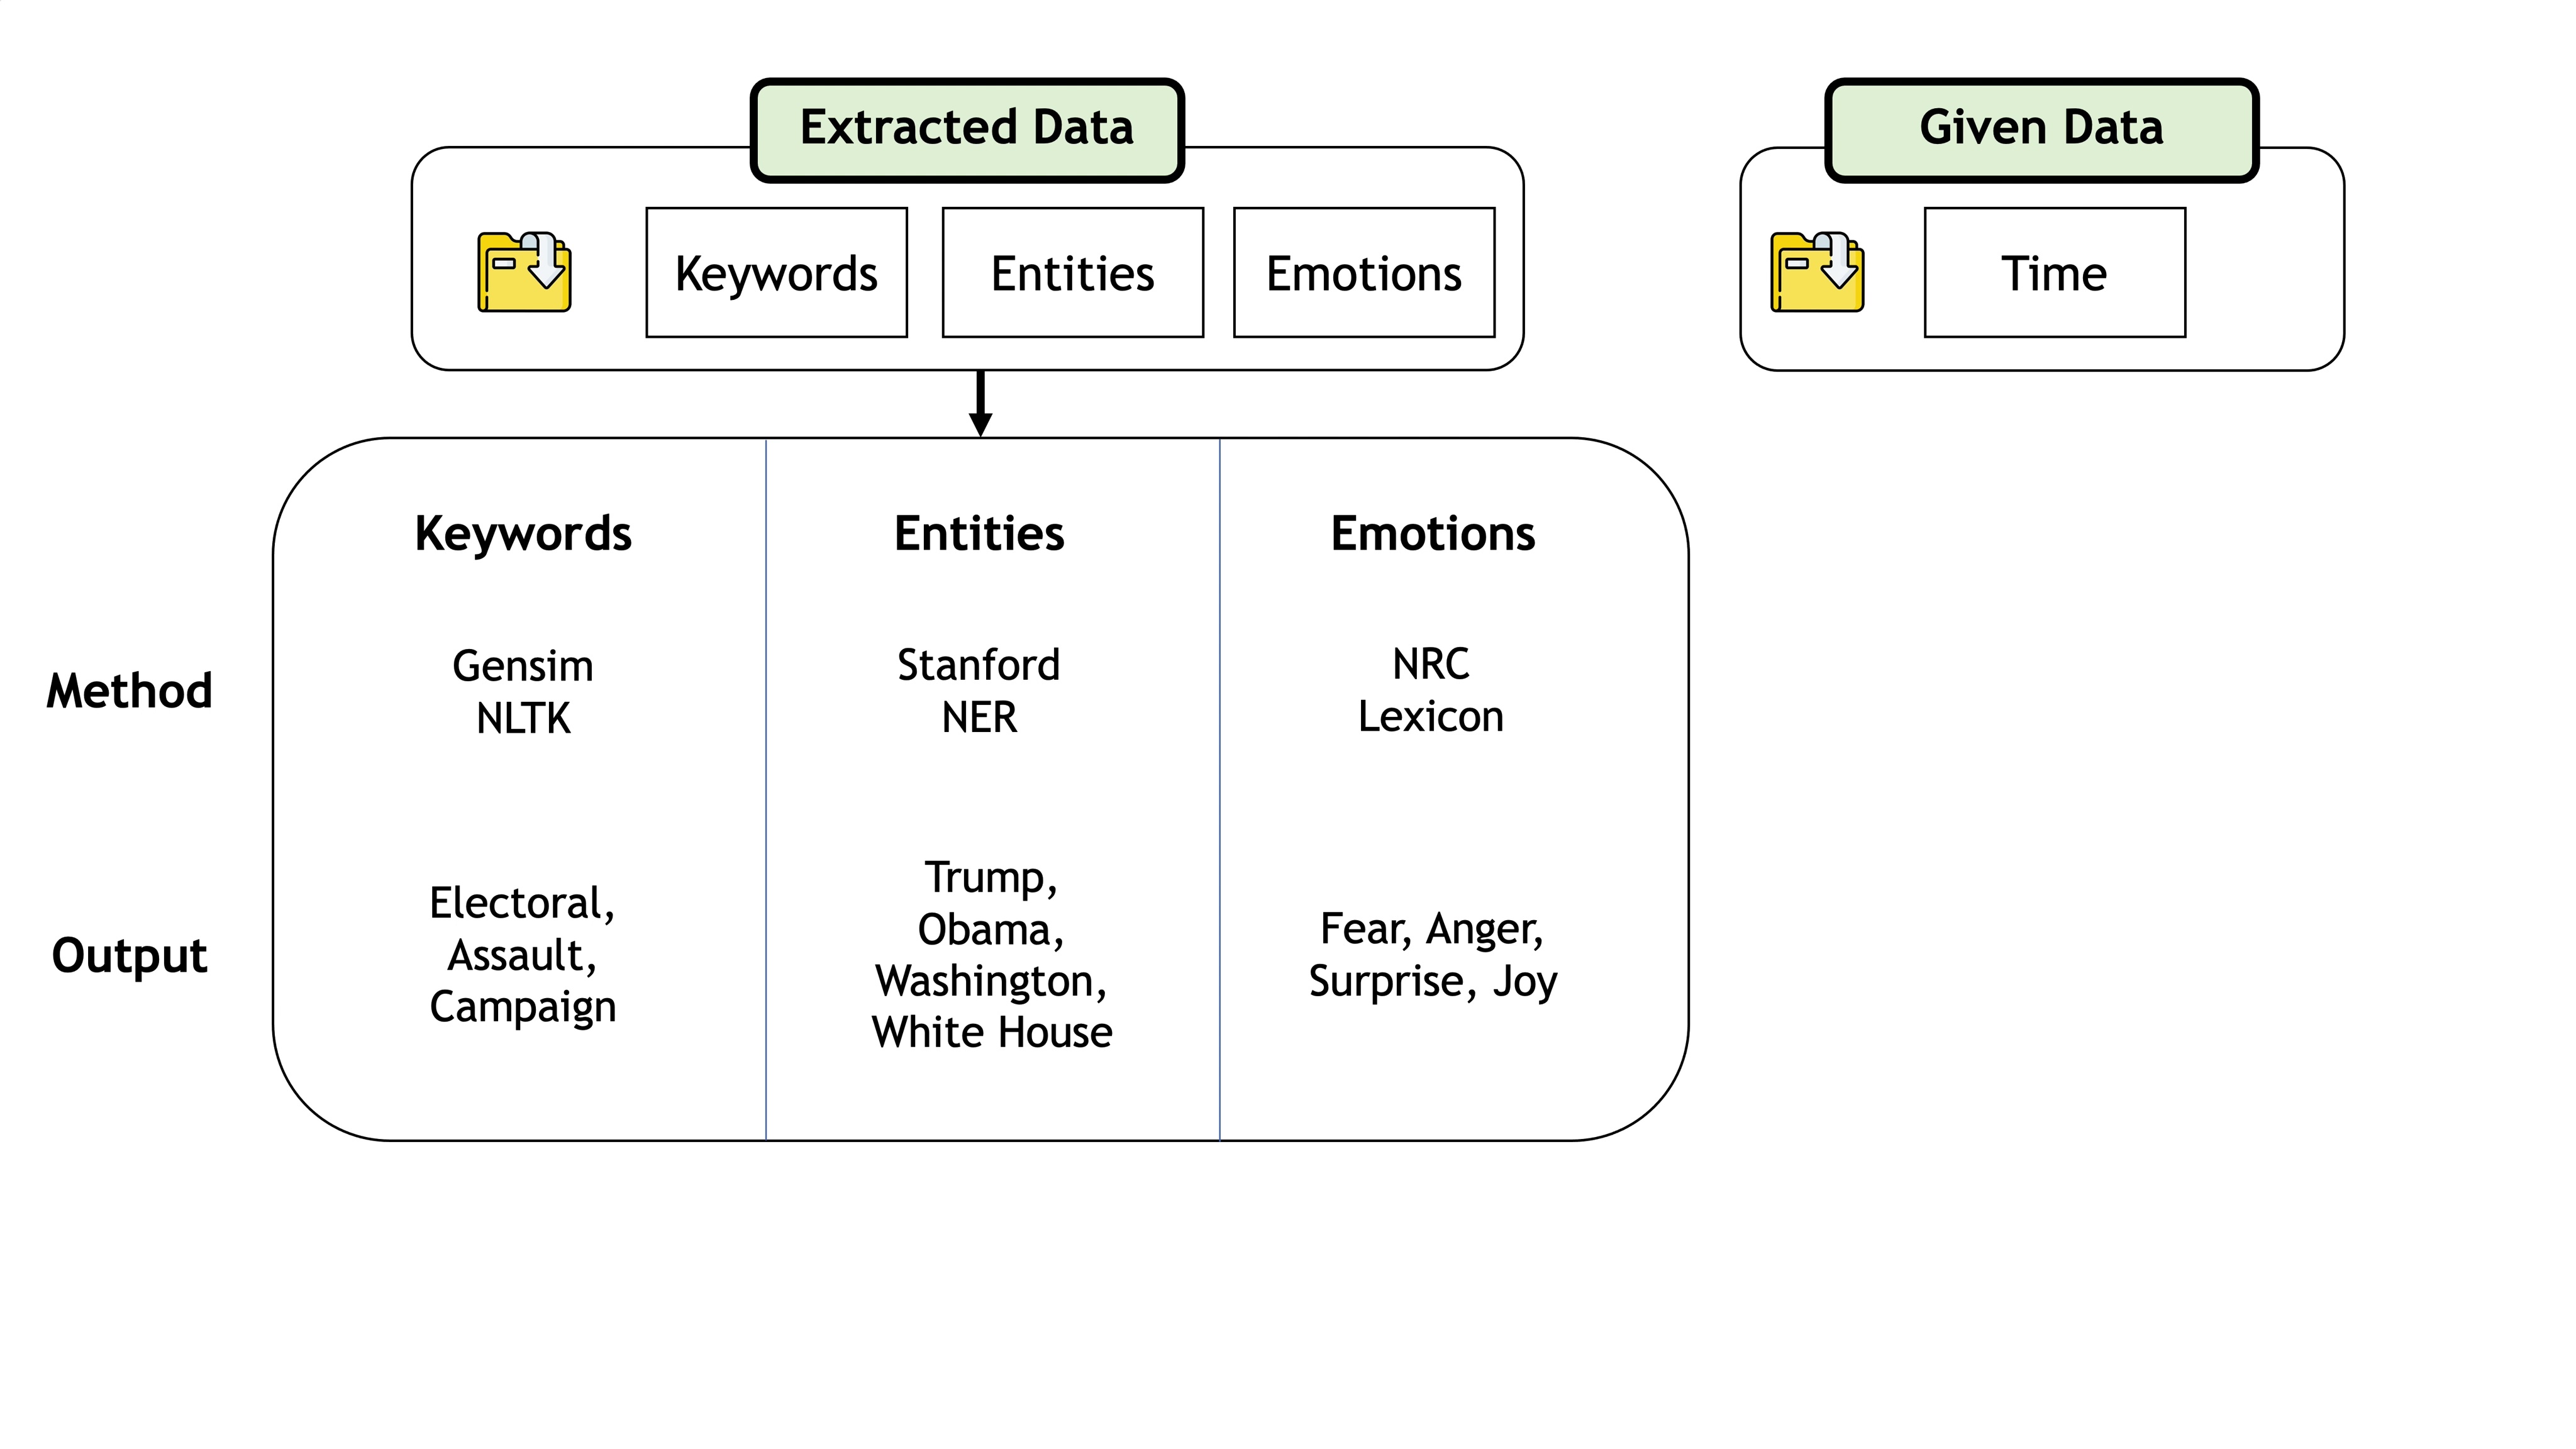 Extracted Data
Given Data
Keywords
Entities
Emotions
Time
Keywords
Entities
Emotions
Method
Gensim
NLTK
Stanford
NER
NRC
Lexicon
Output
Electoral,
Assault,
Campaign
Trump,
Obama,
Washington,
White House
Fear, Anger,
Surprise, Joy